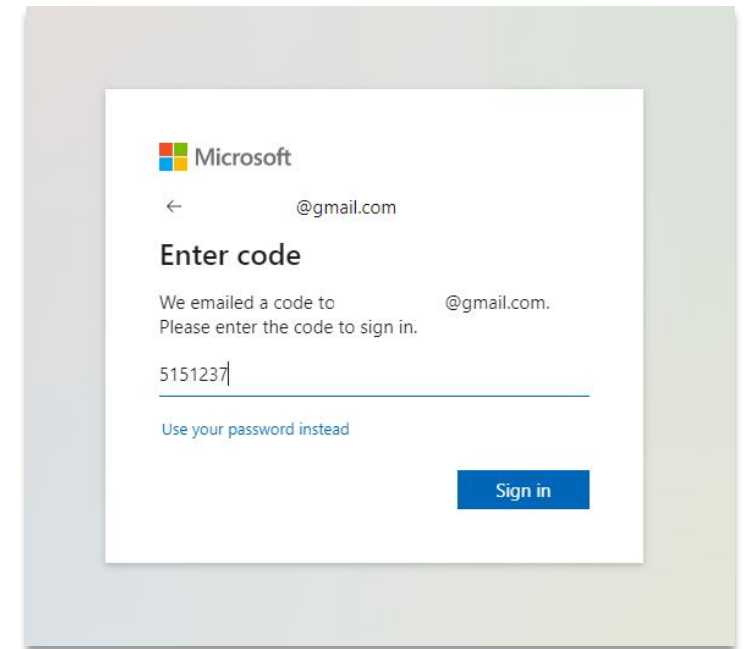 Microsoft
← @gmail.com
Enter code
We emailed a code to @gmail.com.
Please enter the code to sign in.
5151237
Use your password instead
Sign in